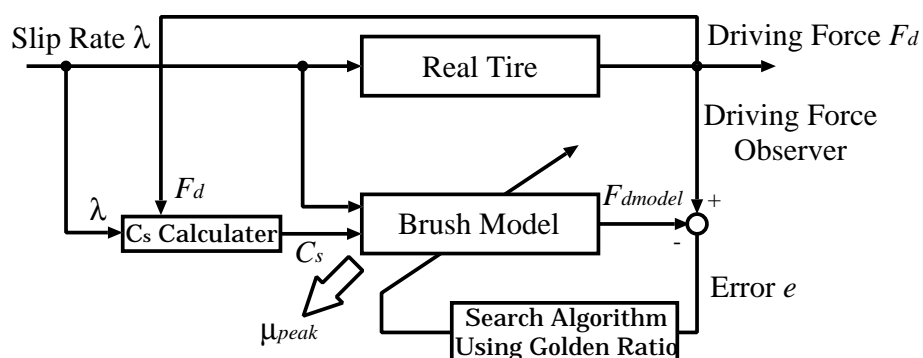 Slip Rate λ
Real Tire
Driving Force Fd
Driving Force
Observer
Fd
λ
Cs Calculater
Cs
Brush Model
Fdmodel
+
-
Error e
μpeak
Search Algorithm
Using Golden Ratio